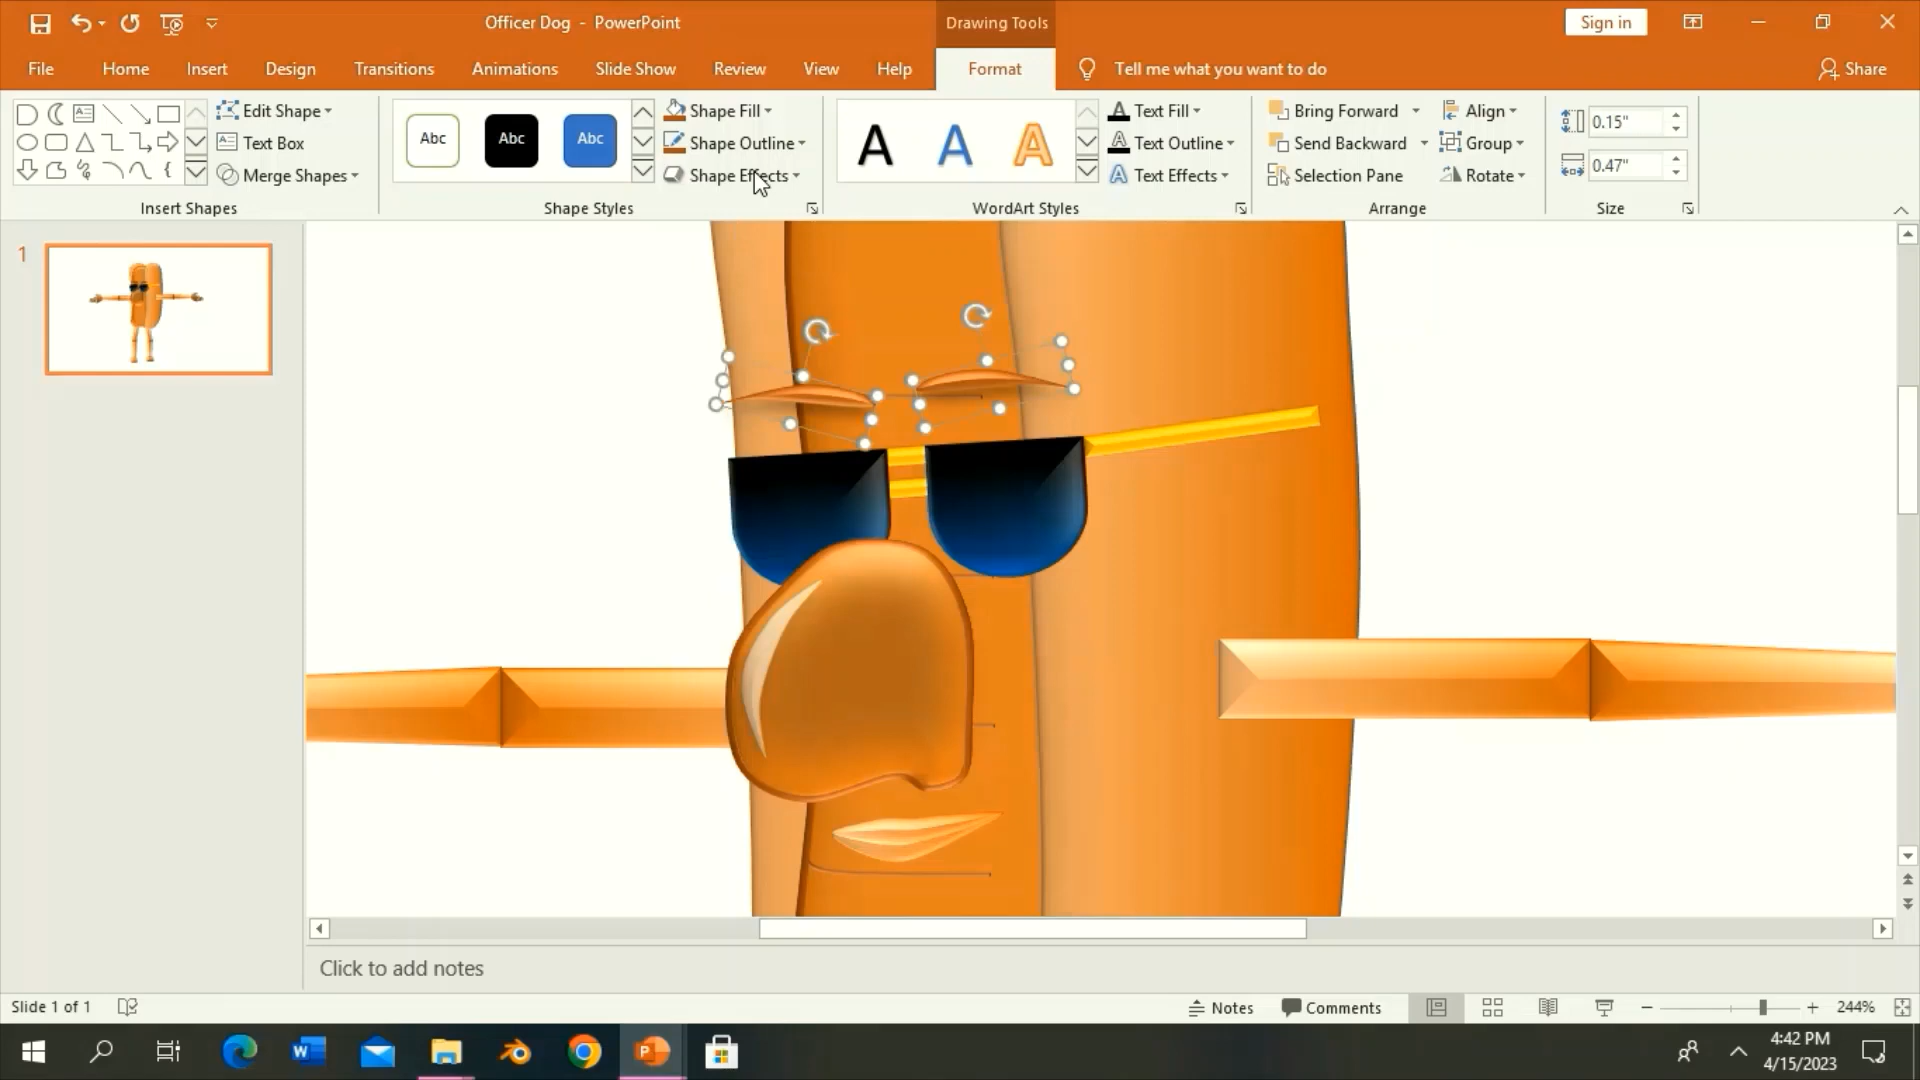 Officer Dog - PowerPoint
Drawing Tools
Sign in
File
Home
Insert
Design
Transitions
Animations
Slide Show
Review
View
Help
Format
Tell me what you want to do
Share
Edit Shape
Text Box
Merge Shapes
Insert Shapes
Abc
Abc
Abc
Shape Fill
Shape Outline
Shape Effects
Shape Styles
A
A
A
Text Fill
Text Outline
Text Effects
WordArt Styles
Bring Forward
Send Backward
Selection Pane
Align
Group
Rotate
Arrange
0.15"
0.47"
Size
1
Click to add notes
Slide 1 of 1
Notes
Comments
244%
4:42 PM
4/15/2023